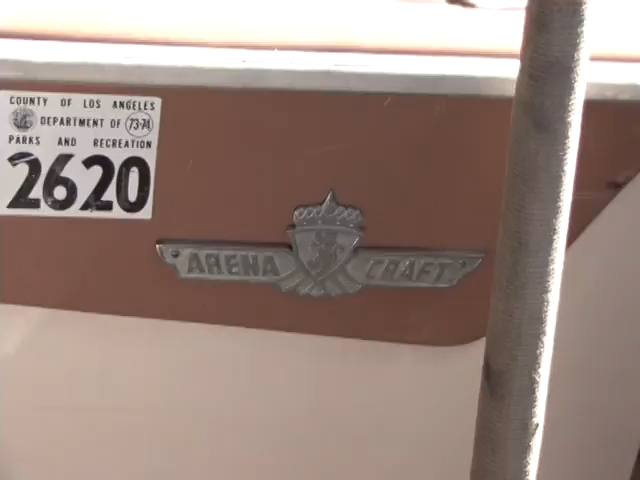 COUNTY OF LOS ANGELES
DEPARTMENT OF 73-74
PARKS AND RECREATION
2620
ARENA CRAFT